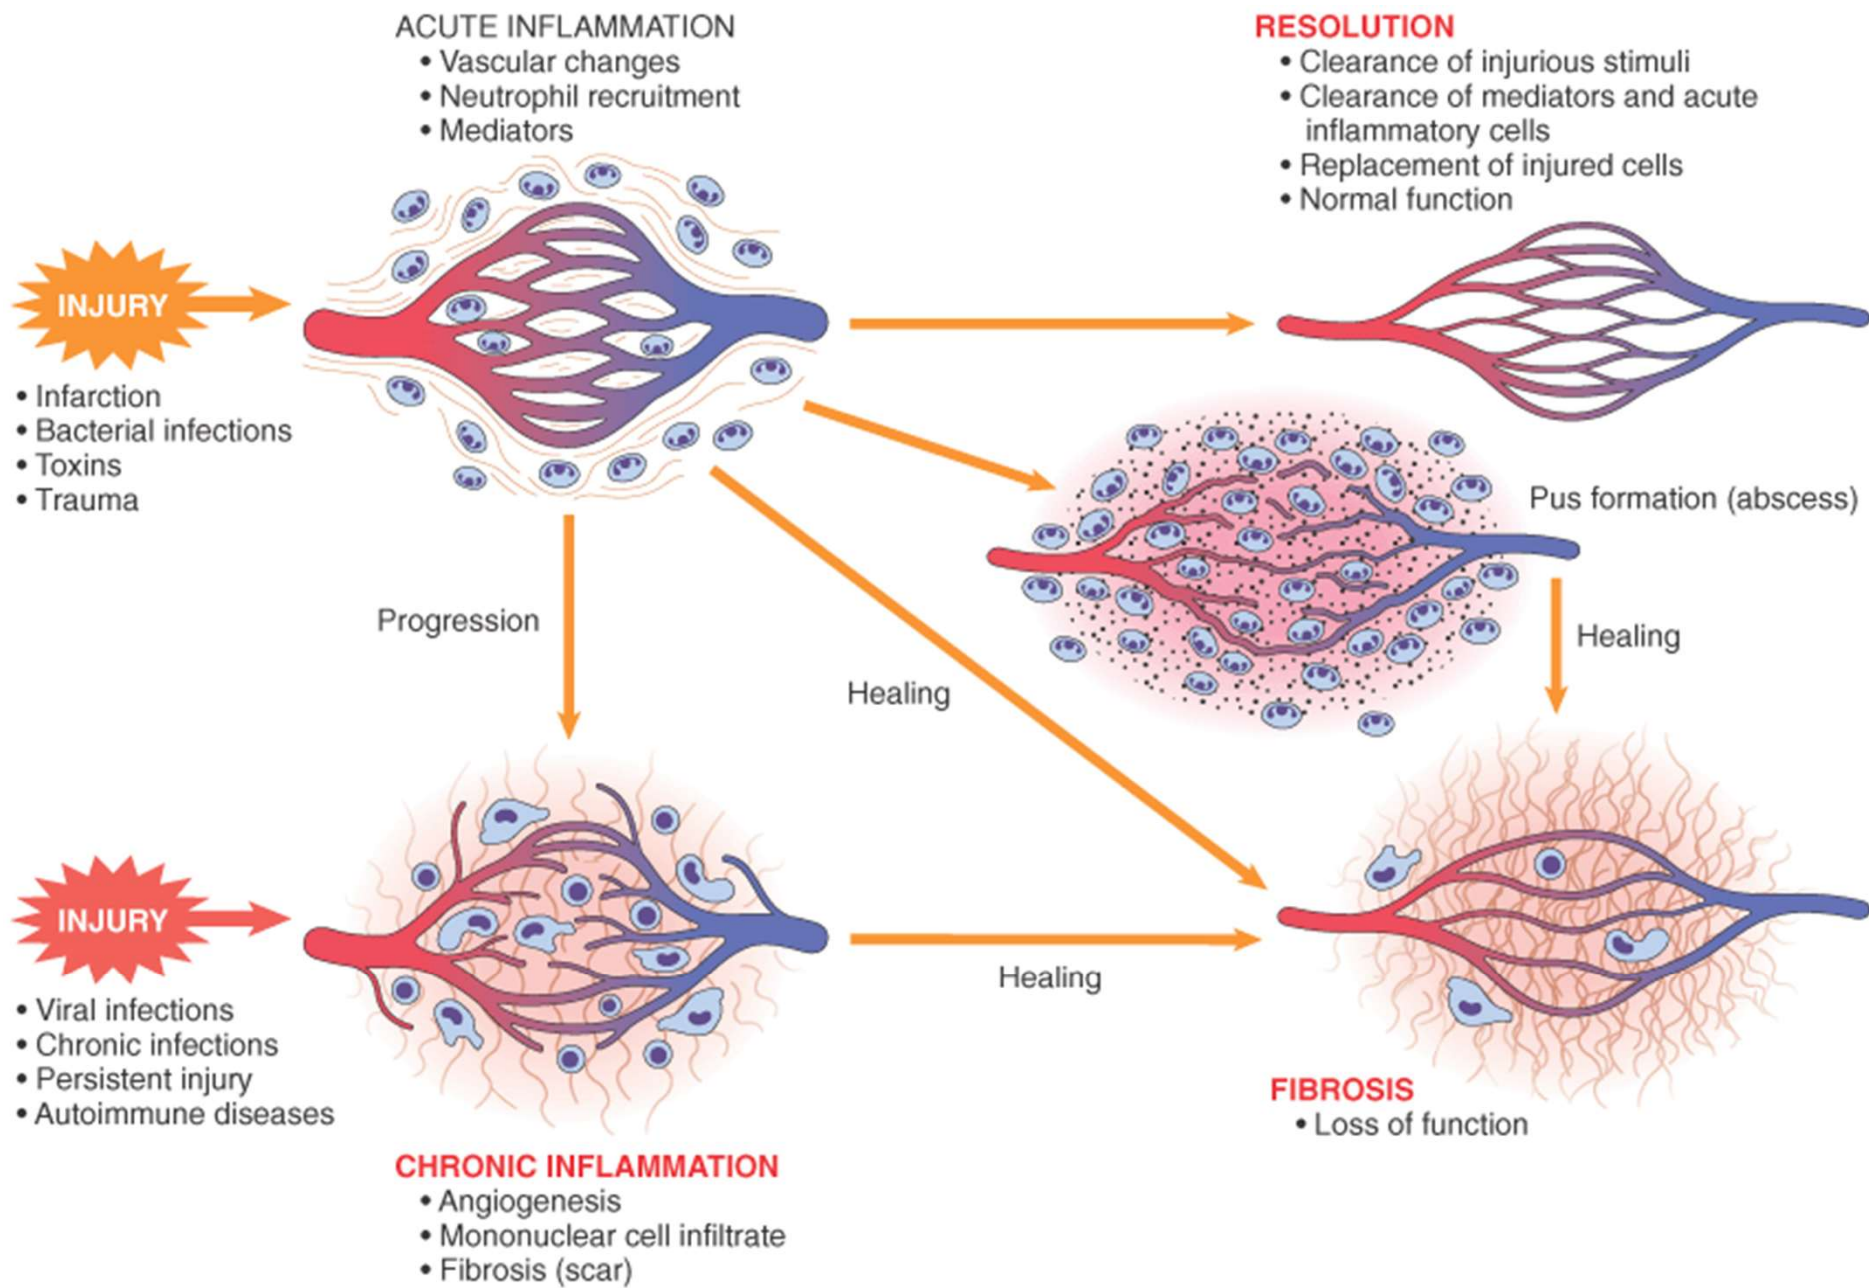 ACUTE INFLAMMATION
• Vascular changes
• Neutrophil recruitment
• Mediators
RESOLUTION
• Clearance of injurious stimuli
• Clearance of mediators and acute
inflammatory cells
• Replacement of injured cells
• Normal function
INJURY
• Infarction
• Bacterial infections
• Toxins
• Trauma
Pus formation (abscess)
Progression
Healing
Healing
INJURY
• Viral infections
• Chronic infections
• Persistent injury
• Autoimmune diseases
Healing
CHRONIC INFLAMMATION
• Angiogenesis
• Mononuclear cell infiltrate
• Fibrosis (scar)
FIBROSIS
• Loss of function